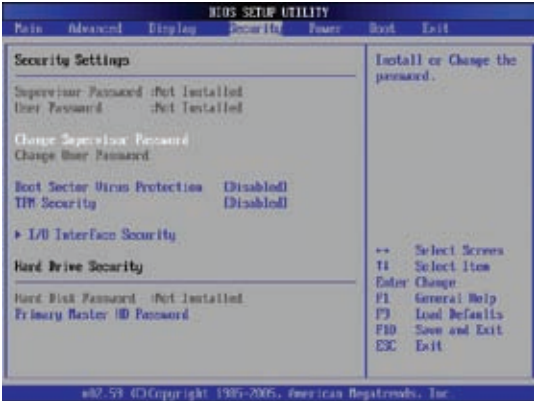 BIOS SETUP UTILITY
Main Advanced Display Security Power Boot Exit
Security Settings
Supervisor Password :Not Installed
User Password :Not Installed
Change Supervisor Password
Change User Password
Boot Sector Virus Protection [Disabled]
TPM Security [Disabled]
I/O Interface Security
Hard Drive Security
Hard Disk Password :Not Installed
Primary Master HD Password
Install or Change the
password.
↔ Select Screen
↑↓ Select Item
Enter Change
F1 General Help
F9 Load Defaults
F10 Save and Exit
ESC Exit
v02.59 (C)Copyright 1985-2005, American Megatrends, Inc.